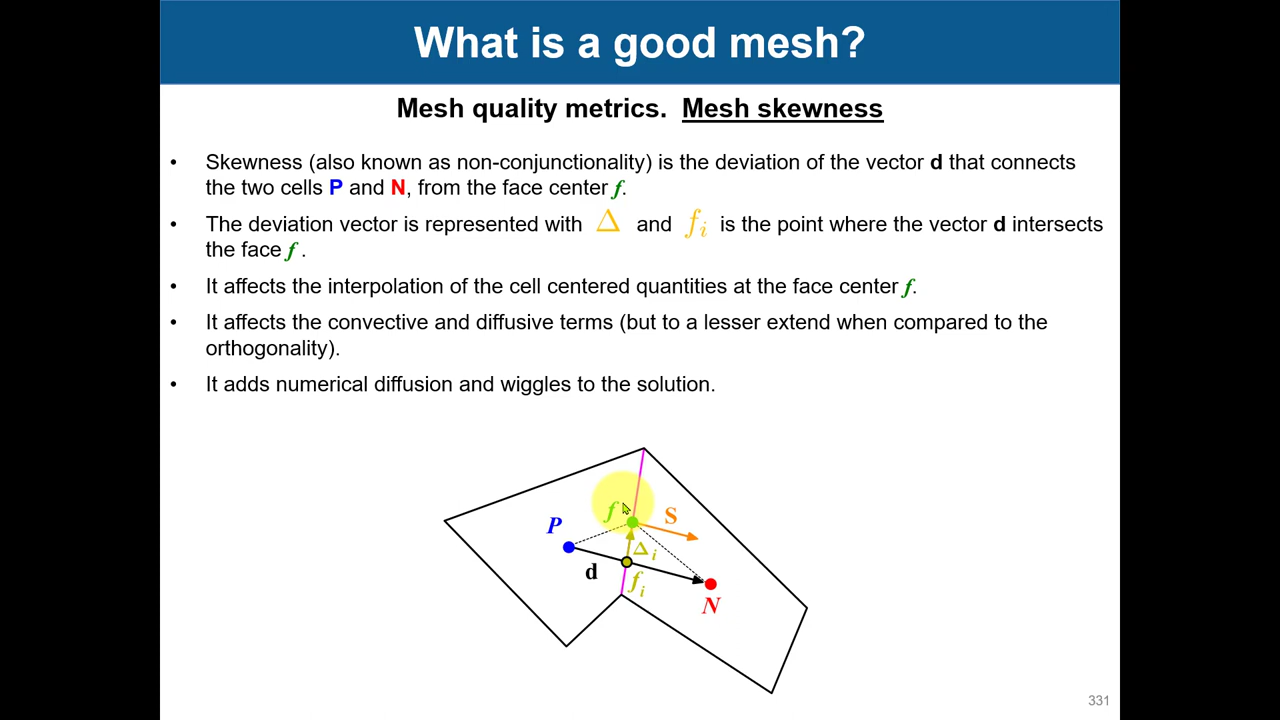 What is a good mesh?
Mesh quality metrics. Mesh skewness
• Skewness (also known as non-conjunctionality) is the deviation of the vector d that connects
the two cells P and N, from the face center f.
• The deviation vector is represented with Δ and fᵢ is the point where the vector d intersects
the face f .
• It affects the interpolation of the cell centered quantities at the face center f.
• It affects the convective and diffusive terms (but to a lesser extend when compared to the
orthogonality).
• It adds numerical diffusion and wiggles to the solution.
f
S
P
Δᵢ
d
fᵢ
N
331